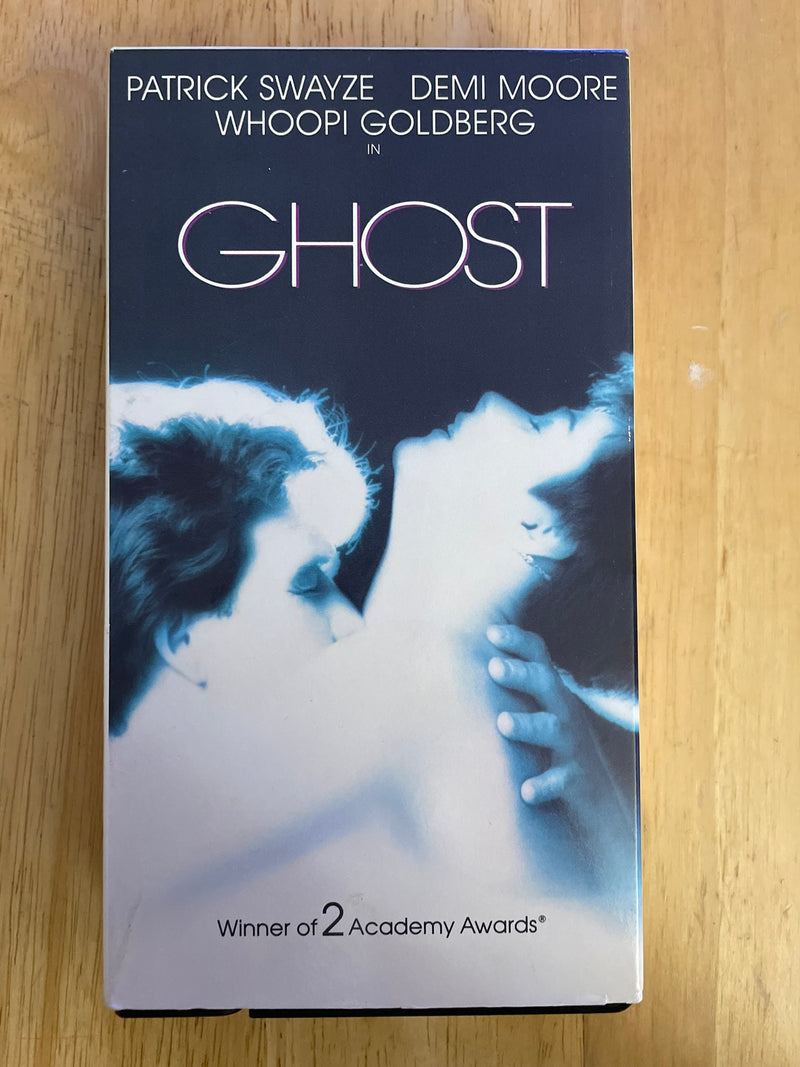 PATRICK SWAYZE DEMI MOORE
WHOOPI GOLDBERG
IN
GHOST
Winner of 2 Academy Awards®